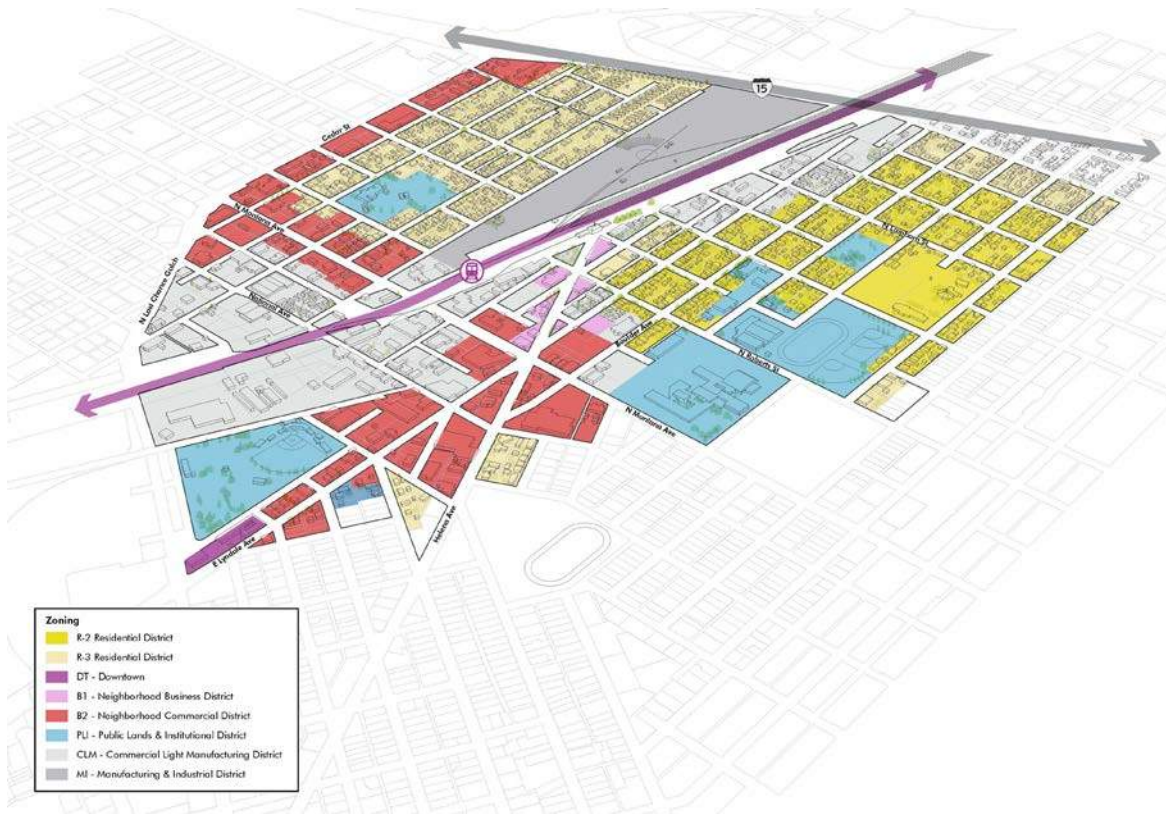 15
Cedar St
N Montana Ave
N Last Chance Gulch
National Ave
N Lamborn St
Boulder Ave
N Roberts St
N Montana Ave
Helena Ave
E Lyndale Ave
Zoning
R-2 Residential District
R-3 Residential District
DT - Downtown
B1 - Neighborhood Business District
B2 - Neighborhood Commercial District
PLI - Public Lands & Institutional District
CLM - Commercial Light Manufacturing District
MI - Manufacturing & Industrial District